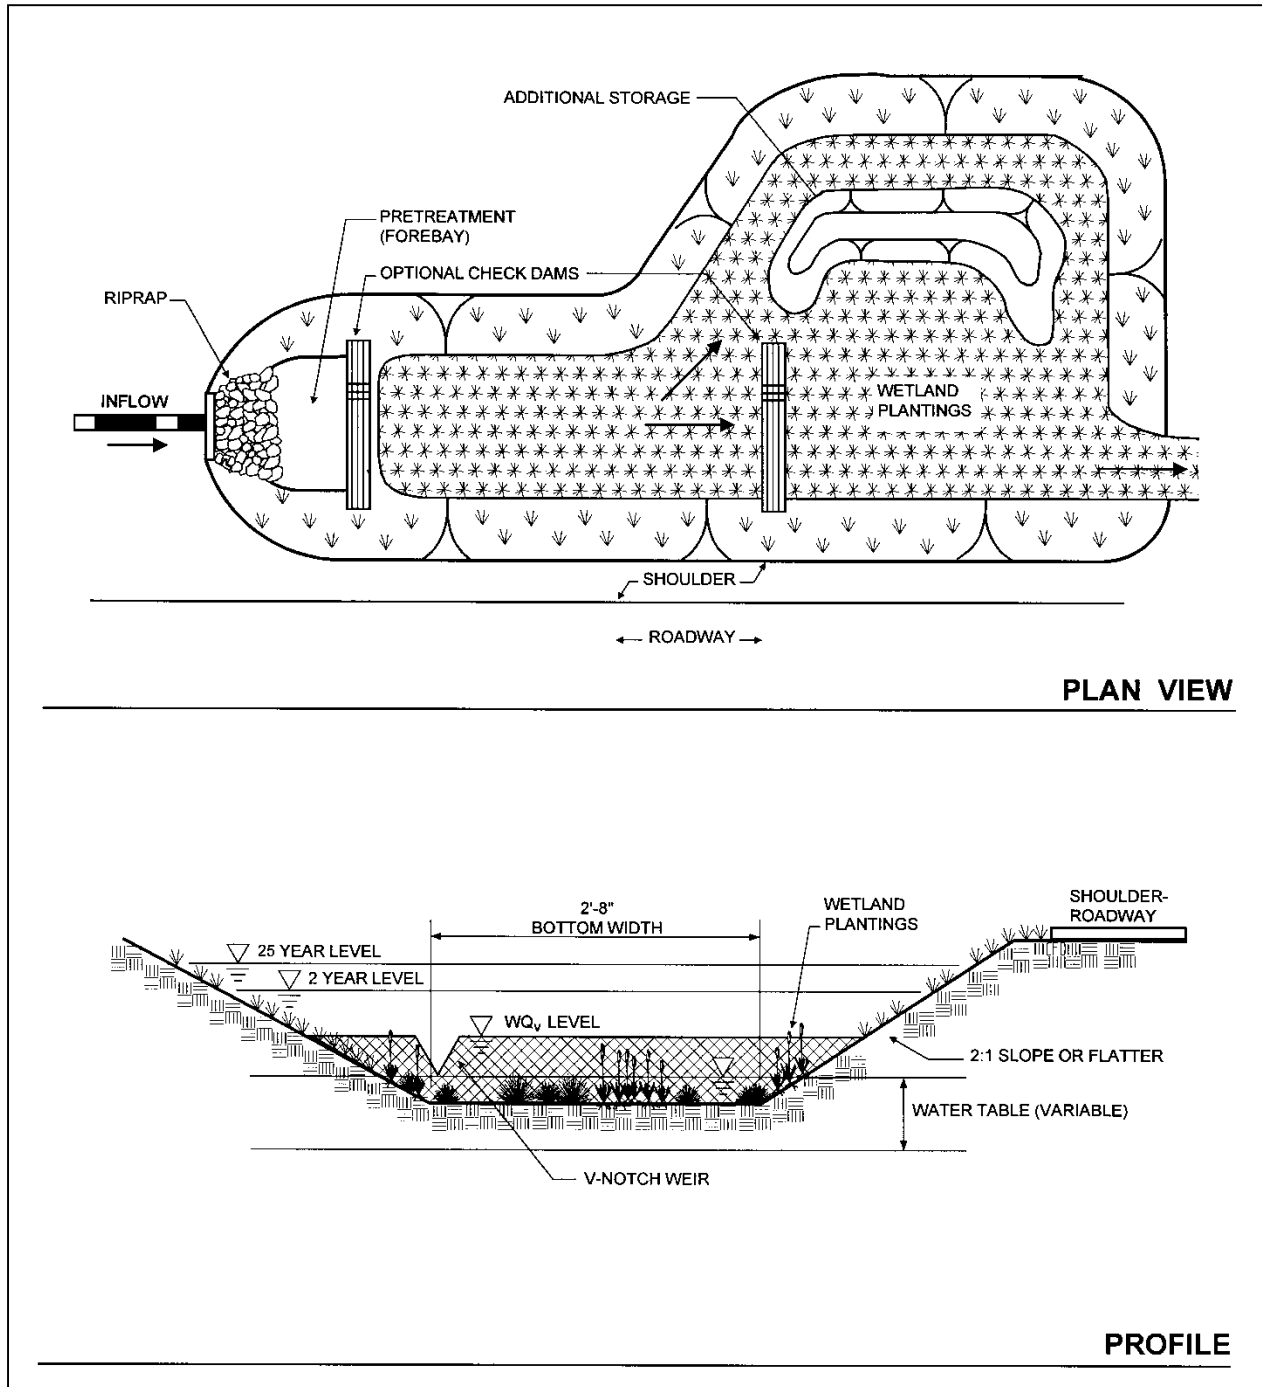 ADDITIONAL STORAGE
PRETREATMENT
(FOREBAY)
OPTIONAL CHECK DAMS
RIPRAP
INFLOW
WETLAND
PLANTINGS
SHOULDER
ROADWAY
PLAN VIEW
2'-8"
BOTTOM WIDTH
WETLAND
PLANTINGS
SHOULDER-
ROADWAY
25 YEAR LEVEL
2 YEAR LEVEL
WQv LEVEL
2:1 SLOPE OR FLATTER
WATER TABLE (VARIABLE)
V-NOTCH WEIR
PROFILE